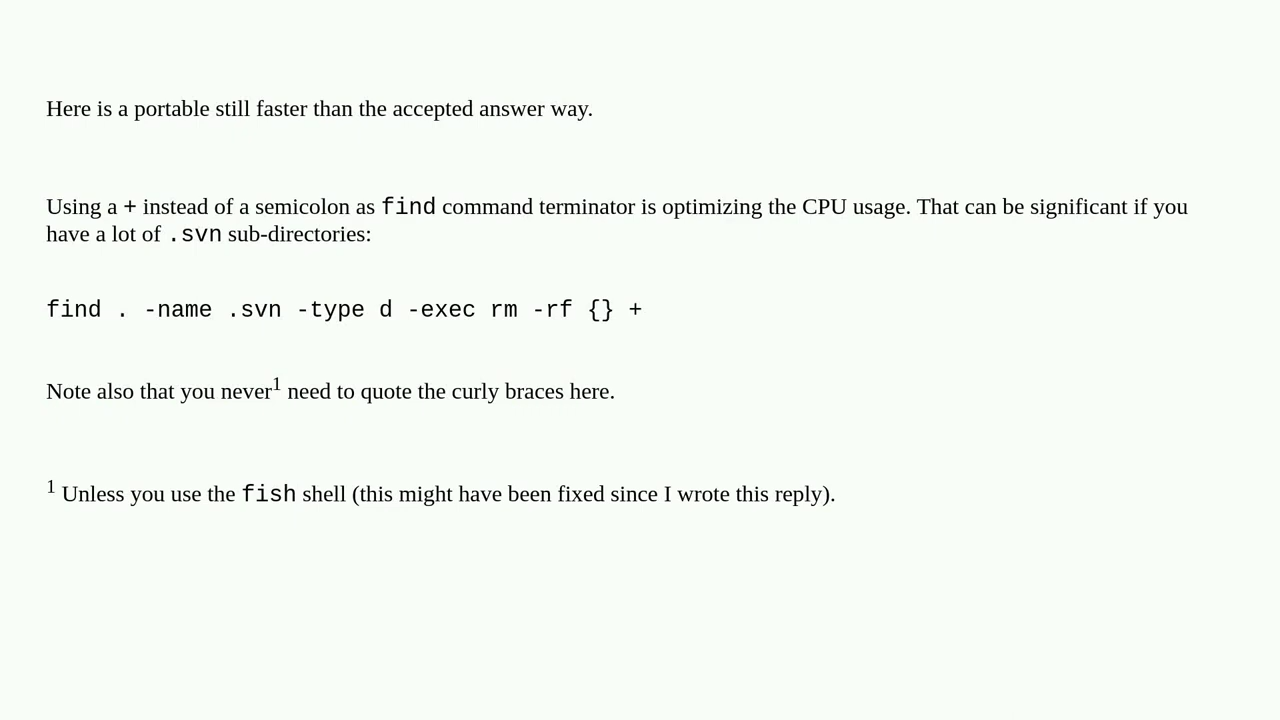 Here is a portable still faster than the accepted answer way.
Using a + instead of a semicolon as find command terminator is optimizing the CPU usage. That can be significant if you
have a lot of .svn sub-directories:
find . -name .svn -type d -exec rm -rf {} +
Note also that you never1 need to quote the curly braces here.
1 Unless you use the fish shell (this might have been fixed since I wrote this reply).